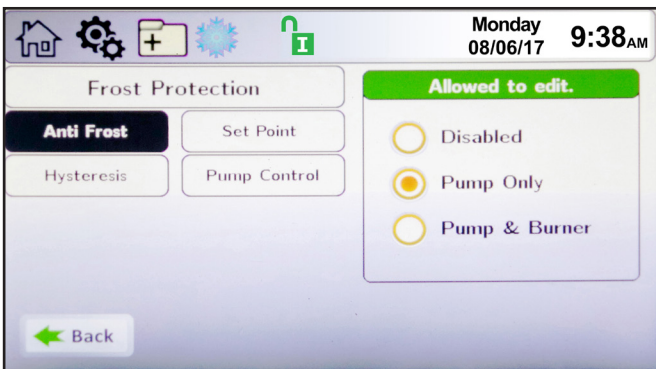 Monday
08/06/17
9:38AM
Frost Protection
Anti Frost
Set Point
Hysteresis
Pump Control
Allowed to edit.
Disabled
Pump Only
Pump & Burner
I
Back